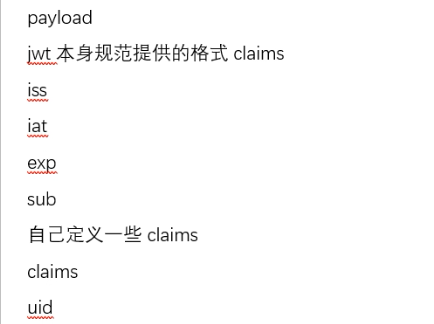 payload
jwt 本身规范提供的格式 claims
iss
iat
exp
sub
自己定义一些 claims
claims
uid